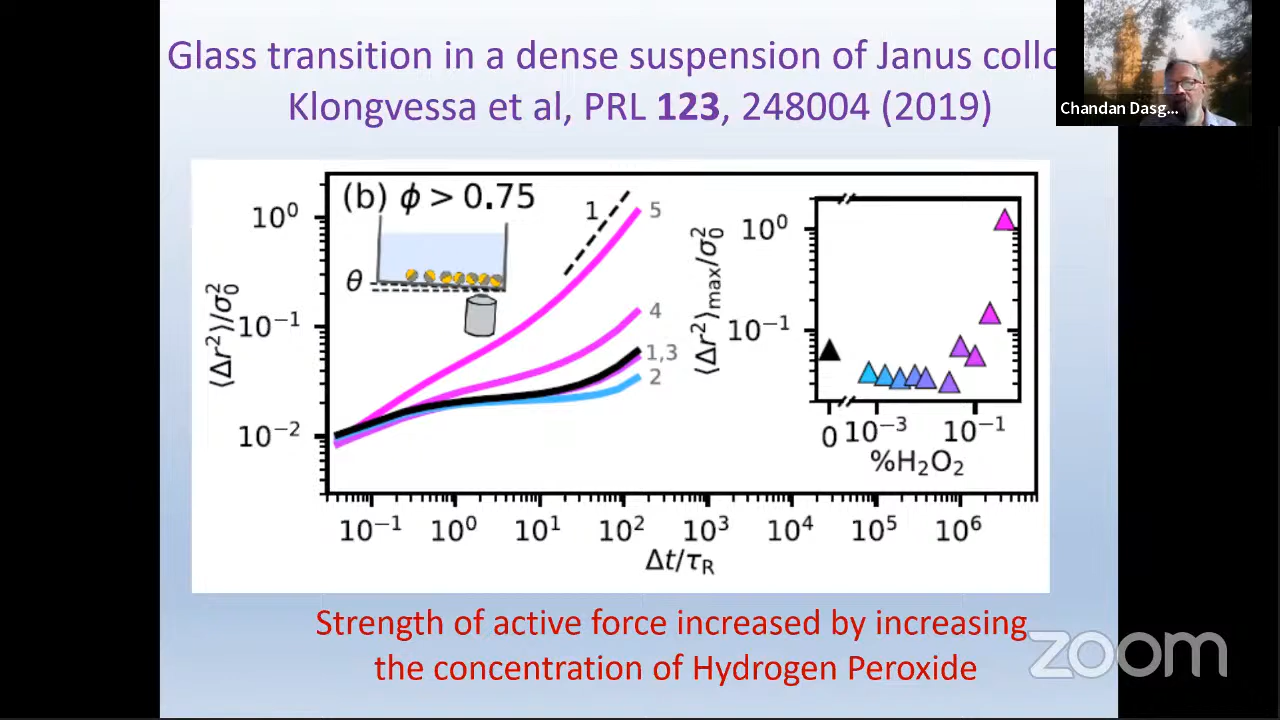 Glass transition in a dense suspension of Janus collo
Klongvessa et al, PRL 123, 248004 (2019)
Chandan Dasg...
(b) ϕ > 0.75
θ
1
5
4
1,3
2
10⁰
10⁻¹
10⁻²
⟨Δr²⟩/σ₀²
10⁻¹ 10⁰ 10¹ 10² 10³ 10⁴ 10⁵ 10⁶
Δt/τ_R
⟨Δr²⟩max/σ₀²
10⁰
10⁻¹
0 10⁻³ 10⁻¹
%H₂O₂
Strength of active force increased by increasing
the concentration of Hydrogen Peroxide
zoom